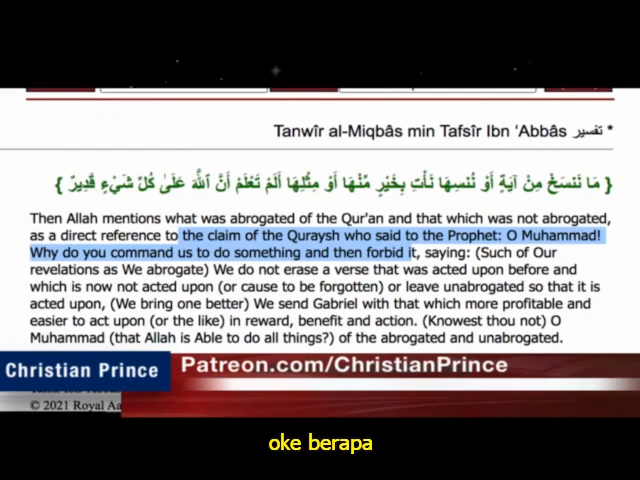 * تفسير Tanwîr al-Miqbâs min Tafsîr Ibn 'Abbâs
{ مَا نَنسَخْ مِنْ آيَةٍ أَوْ نُنسِهَا نَأْتِ بِخَيْرٍ مِّنْهَا أَوْ مِثْلِهَا أَلَمْ تَعْلَمْ أَنَّ ٱللَّهَ عَلَىٰ كُلِّ شَيْءٍ قَدِيرٌ }
Then Allah mentions what was abrogated of the Qur'an and that which was not abrogated,
as a direct reference to the claim of the Quraysh who said to the Prophet: O Muhammad!
Why do you command us to do something and then forbid it, saying: (Such of Our
revelations as We abrogate) We do not erase a verse that was acted upon before and
which is now not acted upon (or cause to be forgotten) or leave unabrogated so that it is
acted upon, (We bring one better) We send Gabriel with that which more profitable and
easier to act upon (or the like) in reward, benefit and action. (Knowest thou not) O
Muhammad (that Allah is Able to do all things?) of the abrogated and unabrogated.
Christian Prince
Patreon.com/ChristianPrince
© 2021 Royal Aa
oke berapa